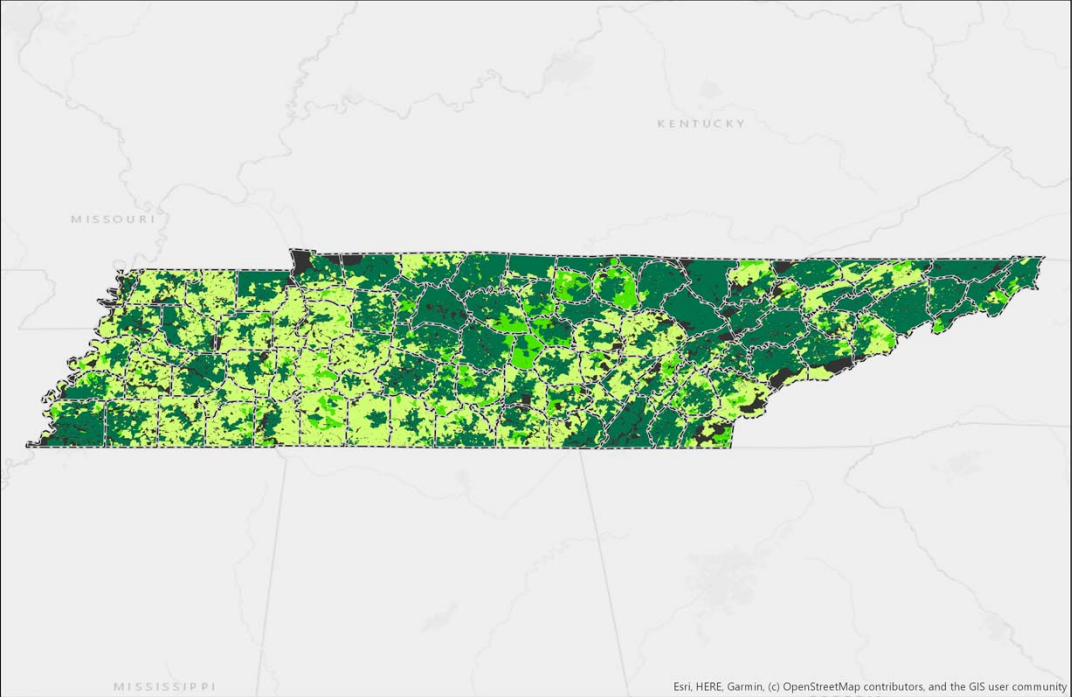 KENTUCKY
MISSOURI
MISSISSIPPI
Esri, HERE, Garmin, (c) OpenStreetMap contributors, and the GIS user community